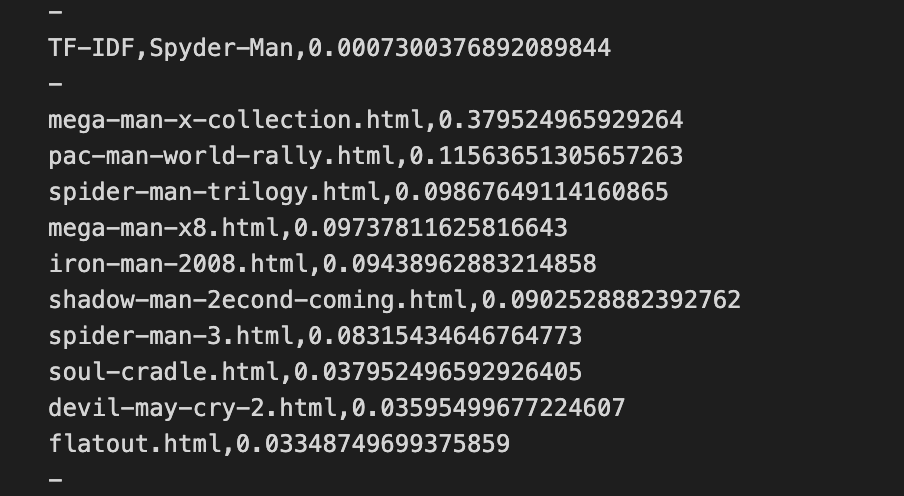 –
TF-IDF,Spyder-Man,0.0007300376892089844
–
mega-man-x-collection.html,0.379524965929264
pac-man-world-rally.html,0.11563651305657263
spider-man-trilogy.html,0.09867649114160865
mega-man-x8.html,0.09737811625816643
iron-man-2008.html,0.09438962883214858
shadow-man-2econd-coming.html,0.0902528882392762
spider-man-3.html,0.08315434646764773
soul-cradle.html,0.037952496592926405
devil-may-cry-2.html,0.03595499677224607
flatout.html,0.03348749699375859
–